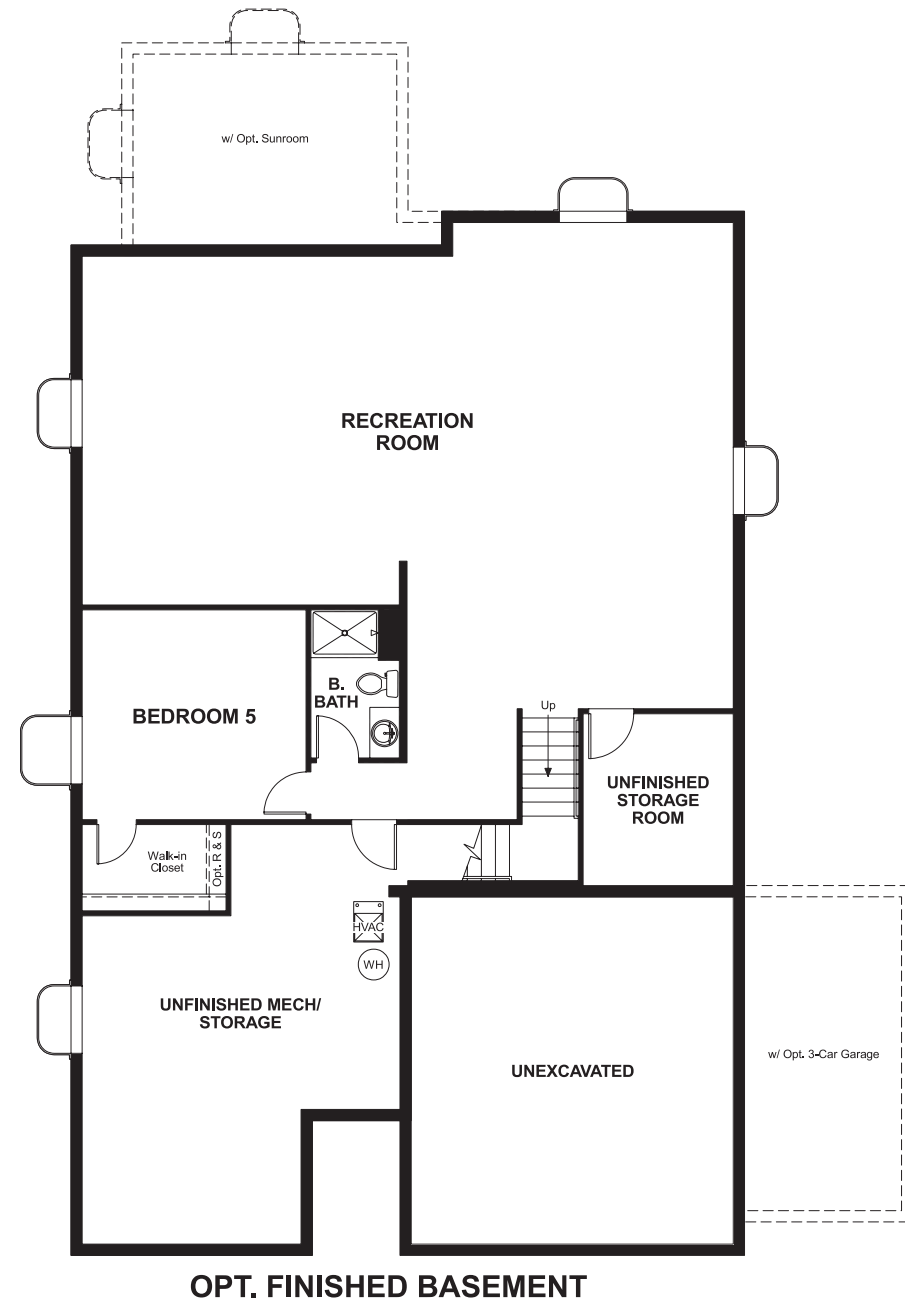 w/ Opt. Sunroom
RECREATION
ROOM
B.
BATH
BEDROOM 5
Up
UNFINISHED
STORAGE
ROOM
Walk-in
Closet
Opt. R & S
HVAC
WH
UNFINISHED MECH/
STORAGE
UNEXCAVATED
w/ Opt. 3-Car Garage
OPT. FINISHED BASEMENT